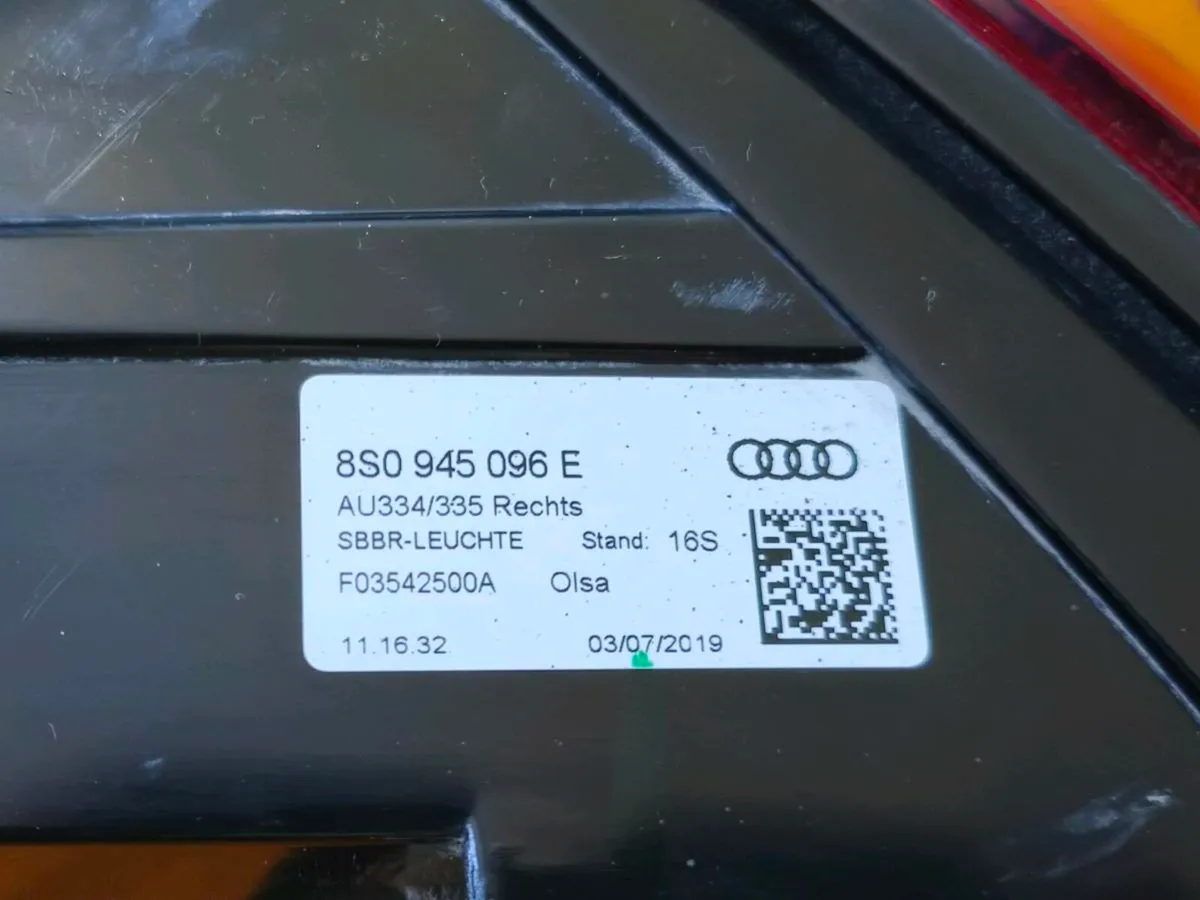 8S0 945 096 E
AU334/335 Rechts
SBBR-LEUCHTE Stand: 16S
F03542500A Olsa
11.16.32 03/07/2019